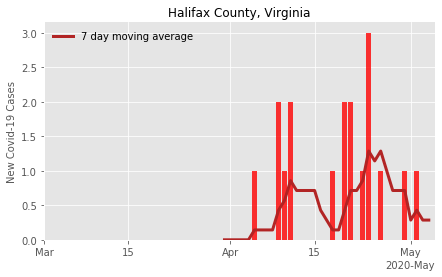 Halifax County, Virginia
7 day moving average
New Covid-19 Cases
3.0
2.5
2.0
1.5
1.0
0.5
0.0
Mar
15
Apr
15
May
2020-May